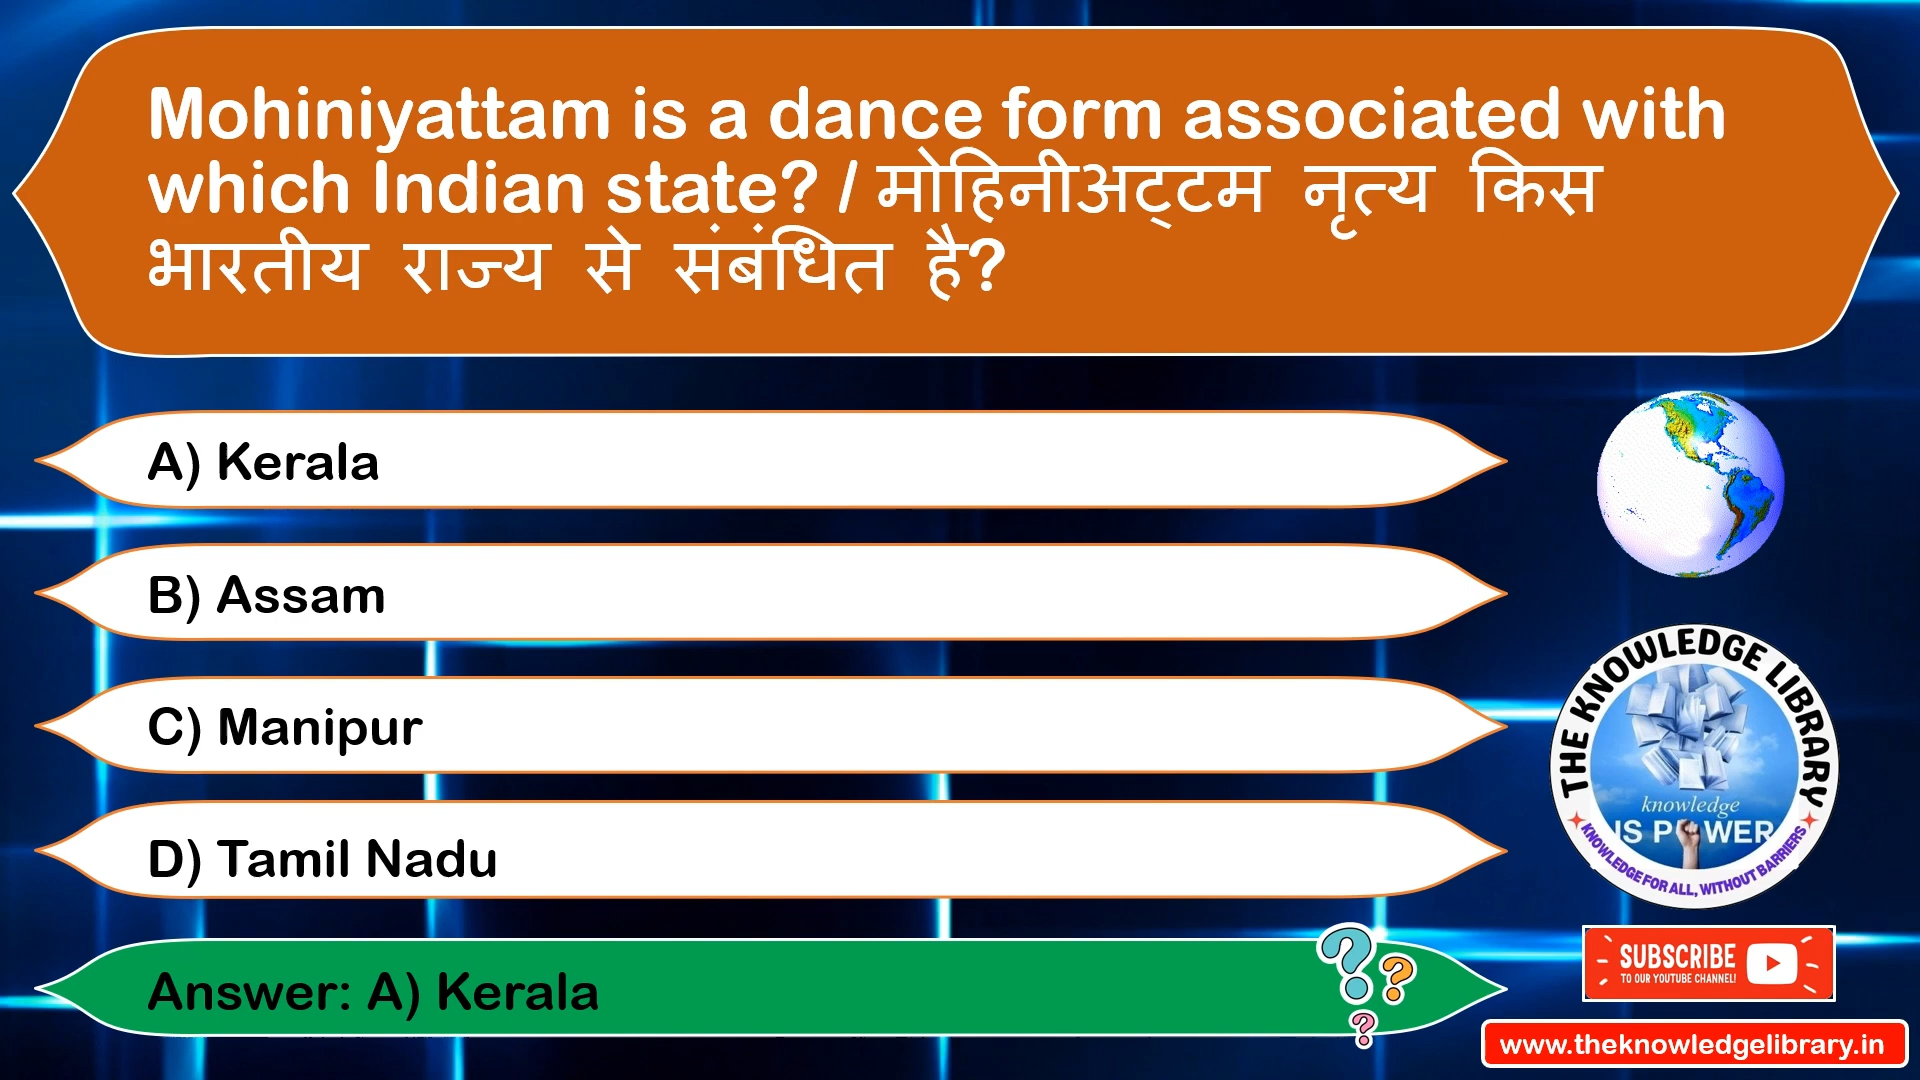 Mohiniyattam is a dance form associated with
which Indian state? / मोहिनीअट्टम नृत्य किस
भारतीय राज्य से संबंधित है?
A) Kerala
B) Assam
C) Manipur
D) Tamil Nadu
Answer: A) Kerala
THE KNOWLEDGE LIBRARY
knowledge
IS POWER
KNOWLEDGE FOR ALL, WITHOUT BARRIERS
SUBSCRIBE
TO OUR YOUTUBE CHANNEL!
www.theknowledgelibrary.in